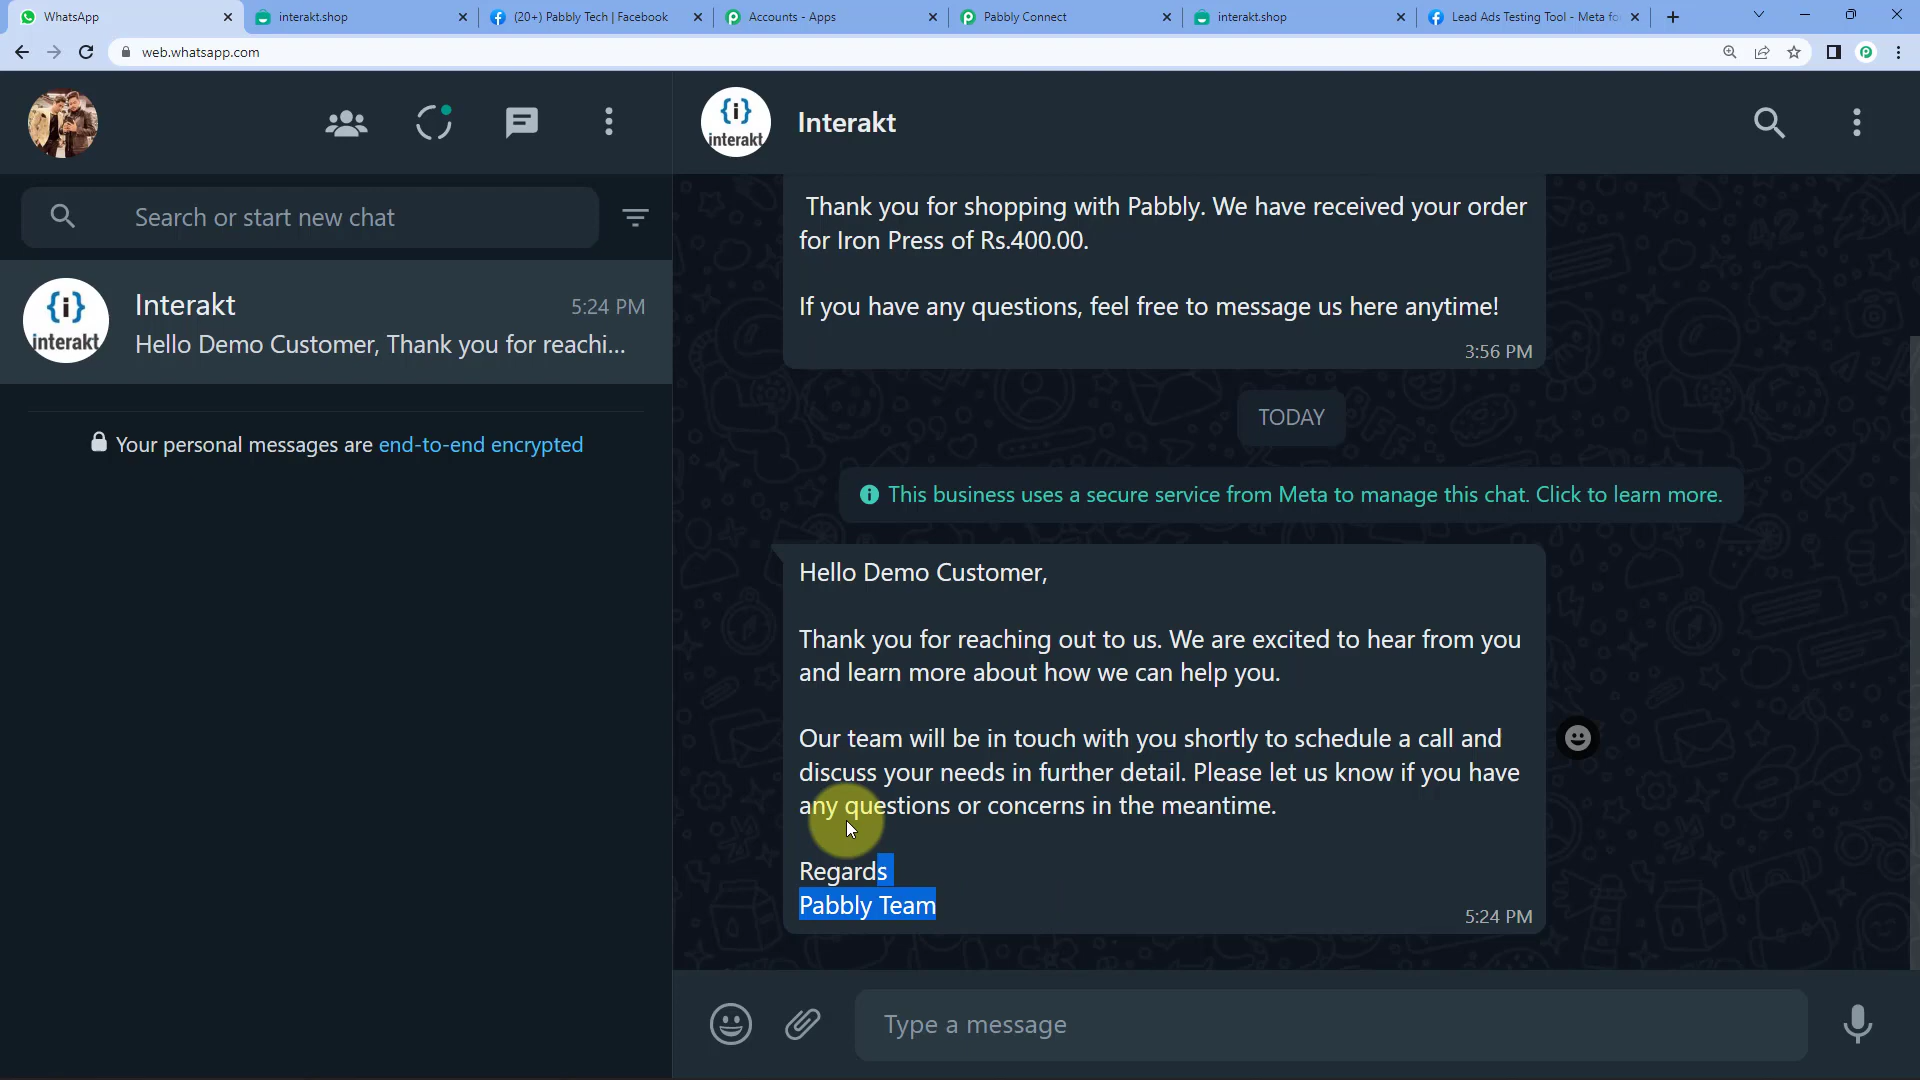 WhatsApp
interakt.shop
(20+) Pabbly Tech | Facebook
Accounts - Apps
Pabbly Connect
interakt.shop
Lead Ads Testing Tool - Meta fo
web.whatsapp.com
{i}
interakt
Interakt
Search or start new chat
{i}
interakt
Interakt
5:24 PM
Hello Demo Customer, Thank you for reachi...
Your personal messages are end-to-end encrypted
Thank you for shopping with Pabbly. We have received your order
for Iron Press of Rs.400.00.
If you have any questions, feel free to message us here anytime!
3:56 PM
TODAY
This business uses a secure service from Meta to manage this chat. Click to learn more.
Hello Demo Customer,
Thank you for reaching out to us. We are excited to hear from you
and learn more about how we can help you.
Our team will be in touch with you shortly to schedule a call and
discuss your needs in further detail. Please let us know if you have
any questions or concerns in the meantime.
Regards
Pabbly Team
5:24 PM
Type a message